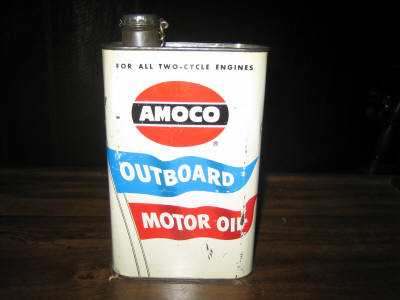 FOR ALL TWO-CYCLE ENGINES
AMOCO
®
OUTBOARD
MOTOR OIL